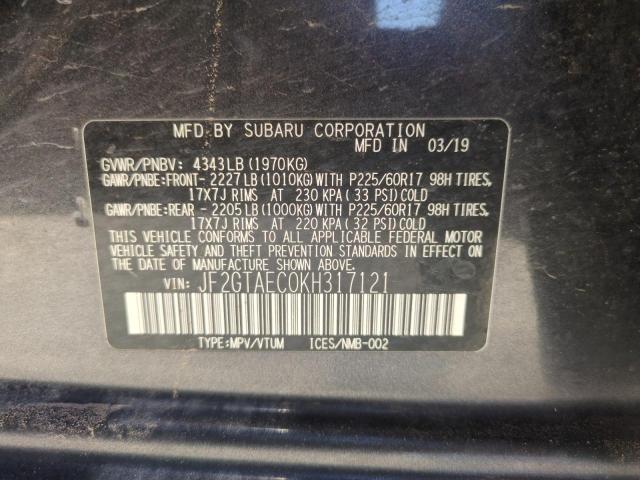 MFD BY SUBARU CORPORATION
MFD IN 03/19
GVWR/PNBV: 4343LB (1970KG)
GAWR/PNBE:FRONT- 2227 LB (1010KG) WITH P225/60R17 98H TIRES,
17X7J RIMS AT 230 KPA ( 33 PSI) COLD
GAWR/PNBE:REAR - 2205 LB (1000KG) WITH P225/60R17 98H TIRES,
17X7J RIMS AT 220 KPA ( 32 PSI) COLD
THIS VEHICLE CONFORMS TO ALL APPLICABLE FEDERAL MOTOR
VEHICLE SAFETY AND THEFT PREVENTION STANDARDS IN EFFECT ON
THE DATE OF MANUFACTURE SHOWN ABOVE.
VIN: JF2GTAEC0KH317121
TYPE:MPV/VTUM ICES/NMB-002